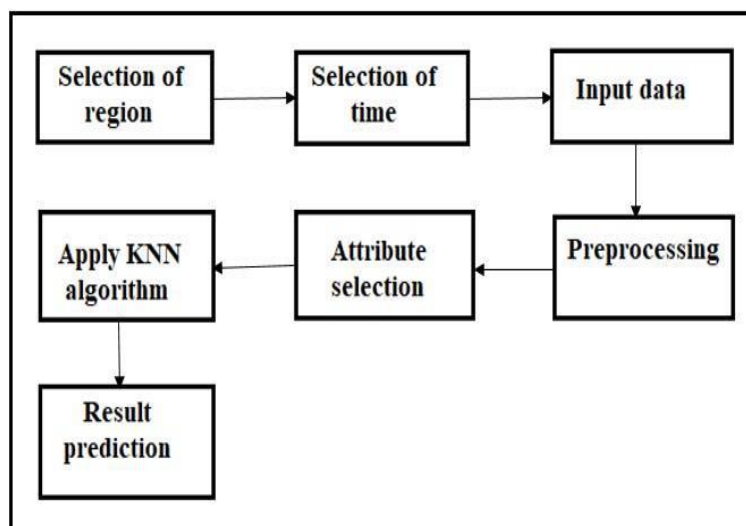 Selection of
region
Selection of
time
Input data
Preprocessing
Attribute
selection
Apply KNN
algorithm
Result
prediction